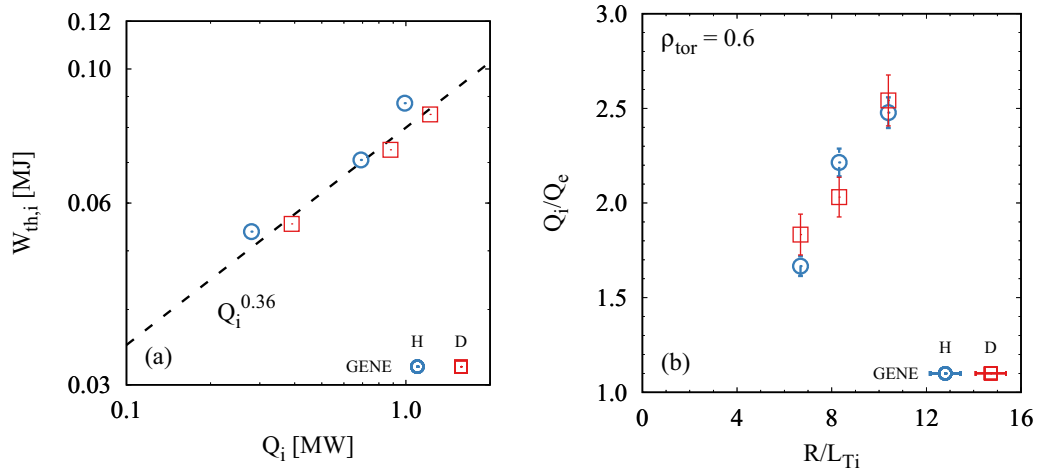 0.12
0.10
0.06
0.03
W_th,i [MJ]
Q_i^0.36
(a)
H D
GENE
0.1 1.0
Q_i [MW]
ρ_tor = 0.6
3.0
2.5
2.0
1.5
1.0
Q_i/Q_e
(b)
H D
GENE
0 4 8 12 16
R/L_Ti